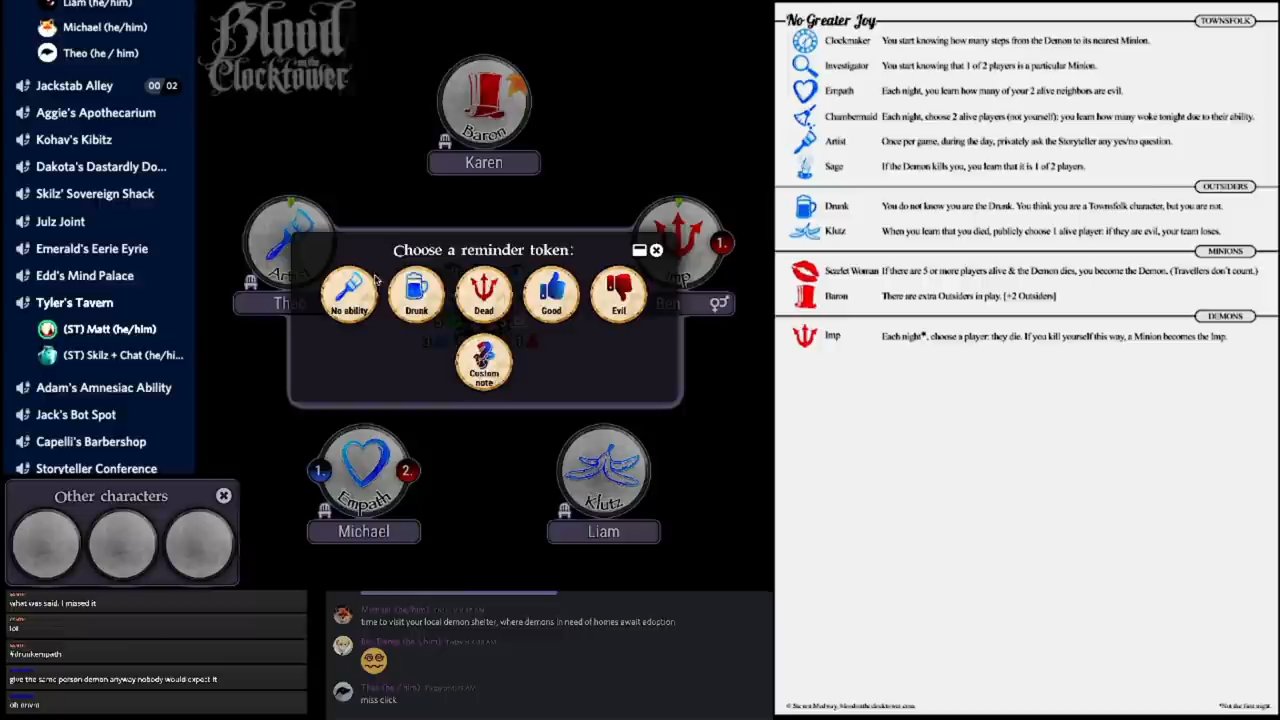 Liam (he/him)
Michael (he/him)
Theo (he / him)
Jackstab Alley 00 02
Aggie's Apothecarium
Kohav's Kibitz
Dakota's Dastardly Do...
Skilz' Sovereign Shack
Julz Joint
Emerald's Eerie Aerie
Edd's Mind Palace
Tyler's Tavern
(ST) Matt (he/him)
(ST) Skilz + Chat (he/hi...
Adam's Amnesiac Ability
Jack's Bot Spot
Capelli's Barbershop
Storyteller Conference
Other characters
what was said. I missed it
lol
#drunkempath
give the same person demon anyway nobody would expect it
Blood
on the
Clocktower
Baron
Karen
Imp
1.
Ben
Choose a reminder token:
No ability
Drunk
Dead
Good
Evil
Custom
note
1.
2.
Empath
Michael
Klutz
Liam
time to visit your local demon shelter, where demons in need of homes await adoption
miss click
No Greater Joy
TOWNSFOLK
Clockmaker You start knowing how many steps from the Demon to its nearest Minion.
Investigator You start knowing that 1 of 2 players is a particular Minion.
Empath Each night, you learn how many of your 2 alive neighbors are evil.
Chambermaid Each night, choose 2 alive players (not yourself): you learn how many woke tonight due to their ability.
Artist Once per game, during the day, privately ask the Storyteller any yes/no question.
Sage If the Demon kills you, you learn that it is 1 of 2 players.
OUTSIDERS
Drunk You do not know you are the Drunk. You think you are a Townsfolk character, but you are not.
Klutz When you learn that you died, publicly choose 1 alive player: if they are evil, your team loses.
MINIONS
Scarlet Woman If there are 5 or more players alive & the Demon dies, you become the Demon. (Travellers don't count.)
Baron There are extra Outsiders in play. [+2 Outsiders]
DEMONS
Imp Each night*, choose a player: they die. If you kill yourself this way, a Minion becomes the Imp.
*Not the first night.